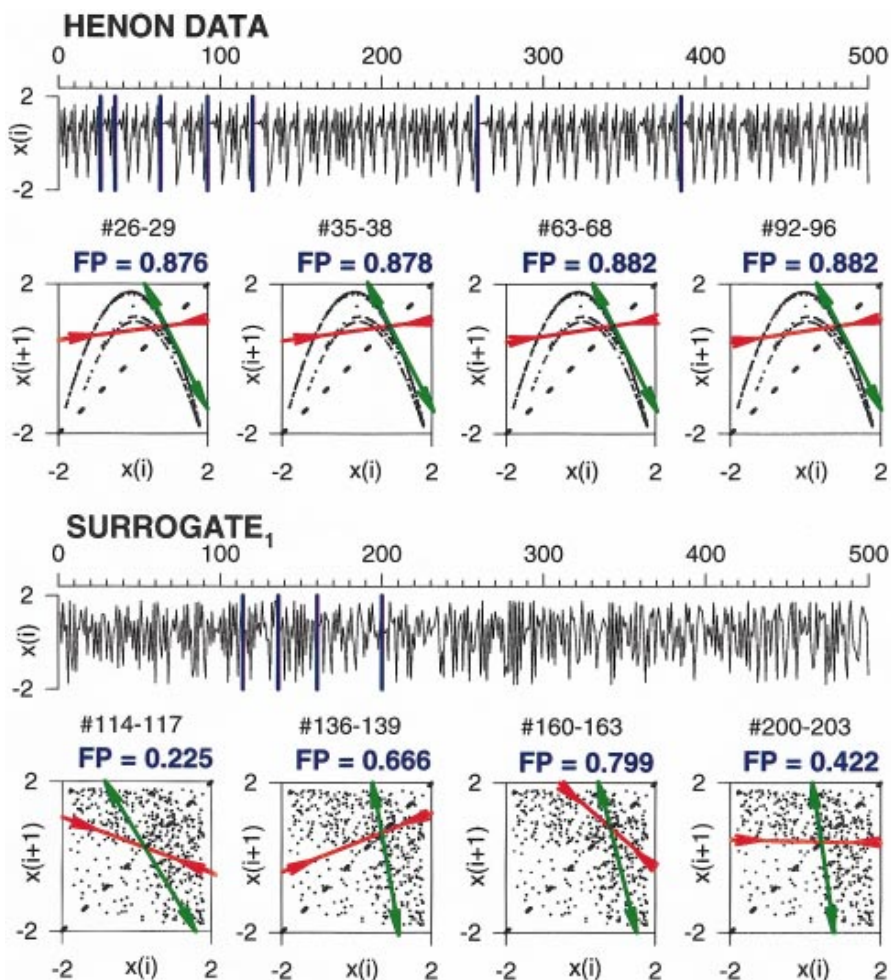 HENON DATA
0 100 200 300 400 500
2
x(i)
-2
#26-29 #35-38 #63-68 #92-96
FP = 0.876 FP = 0.878 FP = 0.882 FP = 0.882
2 2 2 2
x(i+1) x(i+1) x(i+1) x(i+1)
-2 -2 -2 -2
-2 x(i) 2 -2 x(i) 2 -2 x(i) 2 -2 x(i) 2
SURROGATE1
0 100 200 300 400 500
2
x(i)
-2
#114-117 #136-139 #160-163 #200-203
FP = 0.225 FP = 0.666 FP = 0.799 FP = 0.422
2 2 2 2
x(i+1) x(i+1) x(i+1) x(i+1)
-2 -2 -2 -2
-2 x(i) 2 -2 x(i) 2 -2 x(i) 2 -2 x(i) 2